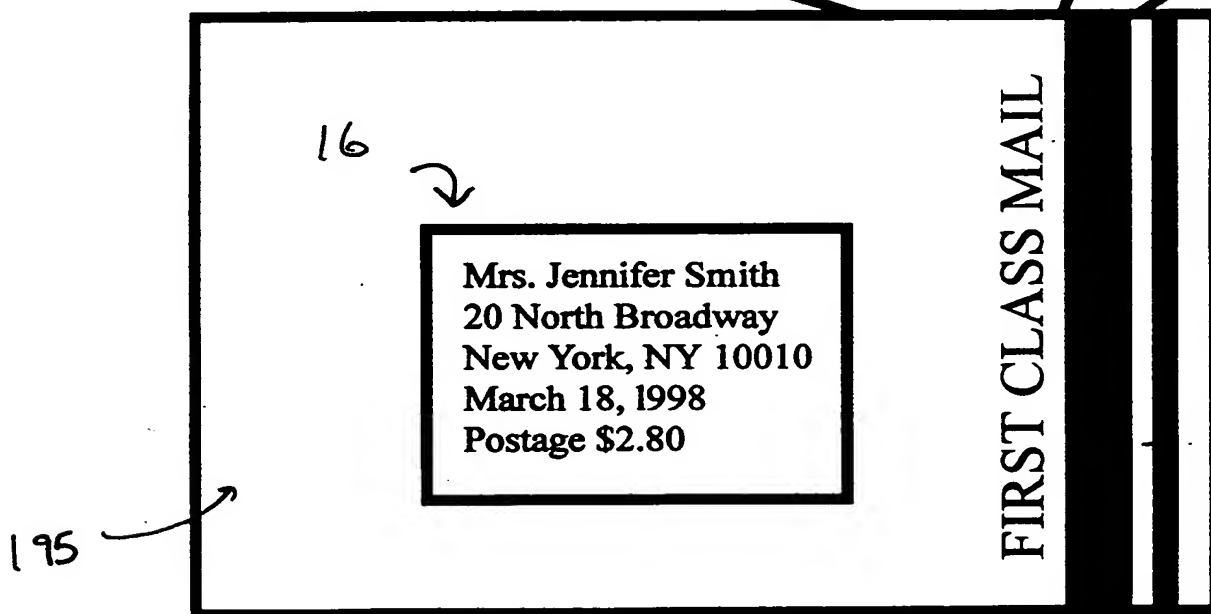 16
Mrs. Jennifer Smith
20 North Broadway
New York, NY 10010
March 18, 1998
Postage $2.80
FIRST CLASS MAIL
195